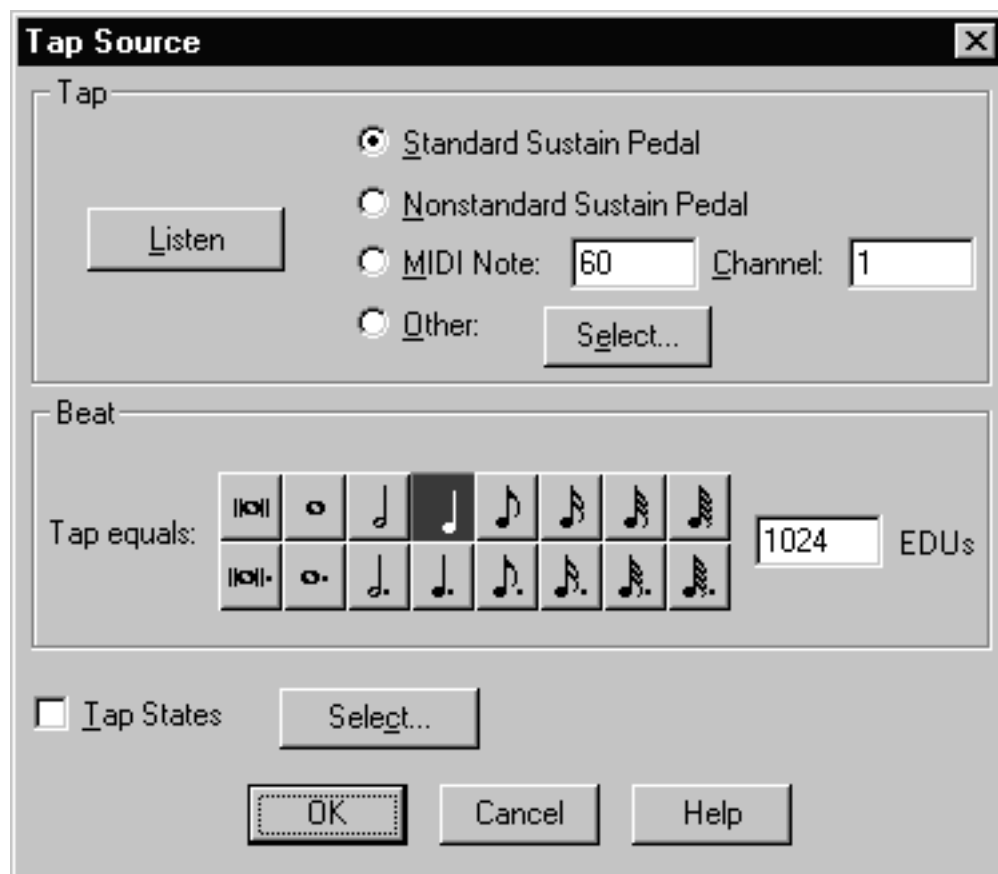 Tap Source
Tap
Standard Sustain Pedal
Nonstandard Sustain Pedal
Listen
MIDI Note: 60 Channel: 1
Other: Select...
Beat
Tap equals: 1024 EDUs
Tap States Select...
OK Cancel Help